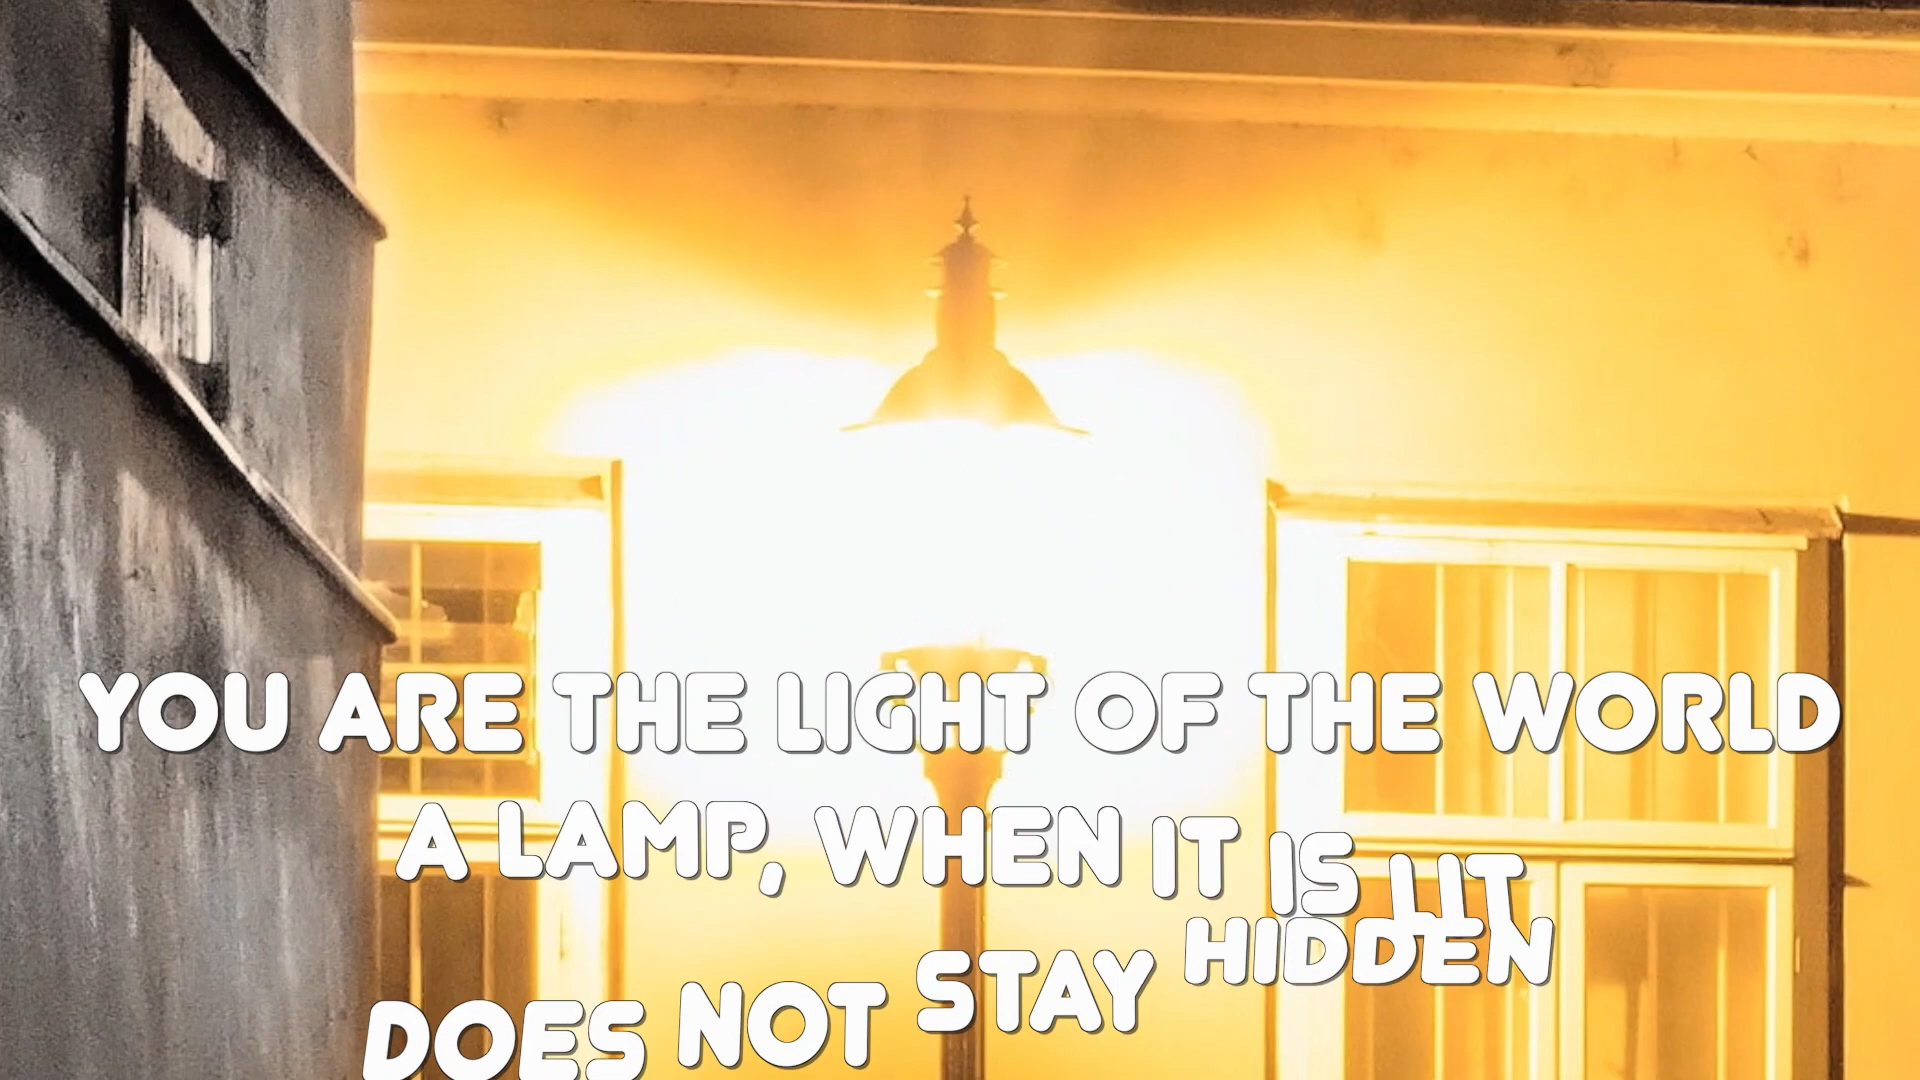 YOU ARE THE LIGHT OF THE WORLD
A LAMP, WHEN IT IS LIT
DOES NOT STAY HIDDEN